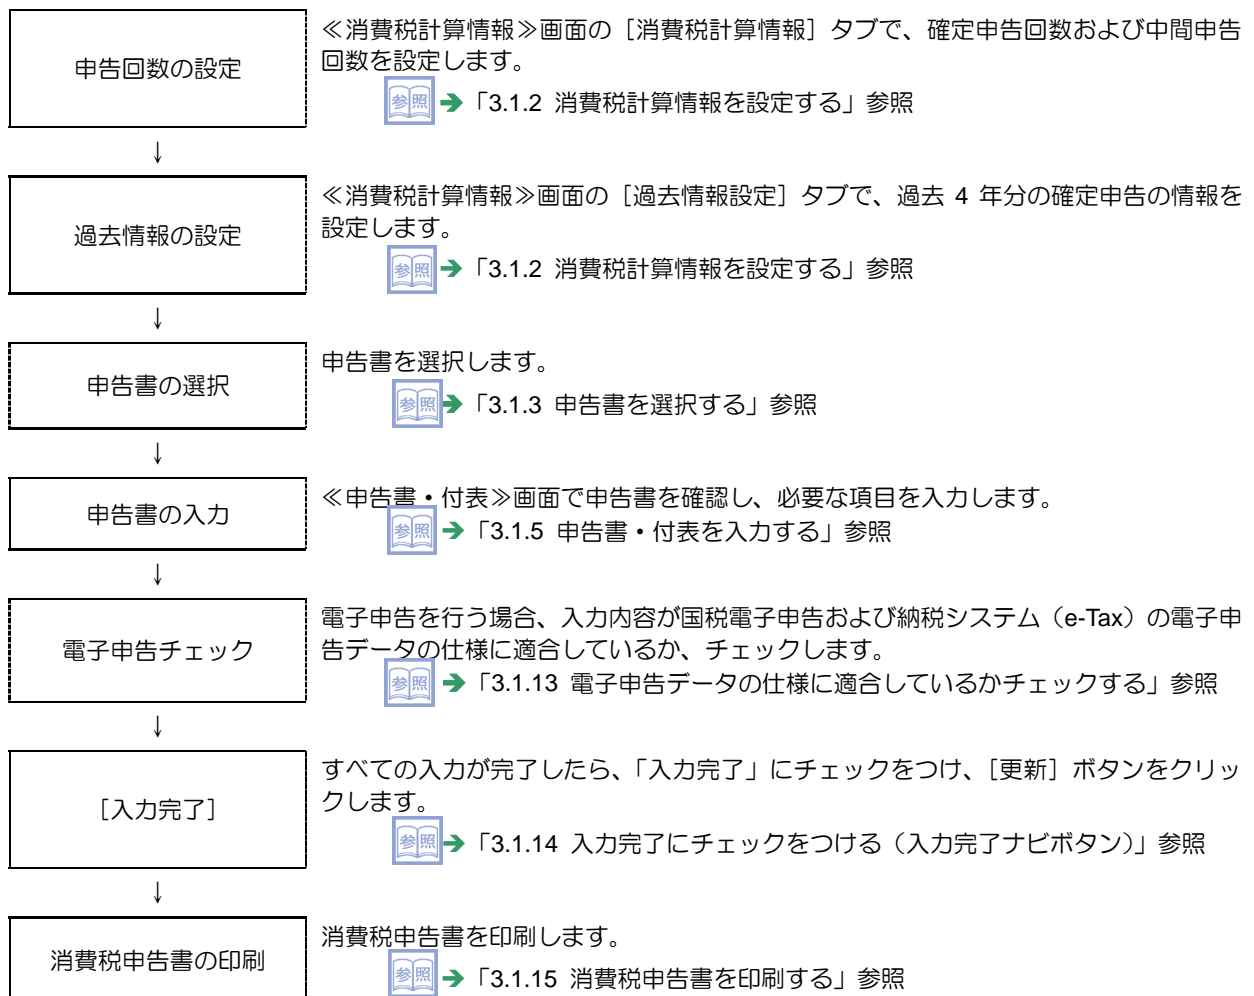 申告回数の設定
≪消費税計算情報≫画面の［消費税計算情報］タブで、確定申告回数および中間申告
回数を設定します。
参照 ➔「3.1.2 消費税計算情報を設定する」参照
↓
過去情報の設定
≪消費税計算情報≫画面の［過去情報設定］タブで、過去 4 年分の確定申告の情報を
設定します。
参照 ➔「3.1.2 消費税計算情報を設定する」参照
↓
申告書の選択
申告書を選択します。
参照 ➔「3.1.3 申告書を選択する」参照
↓
申告書の入力
≪申告書・付表≫画面で申告書を確認し、必要な項目を入力します。
参照 ➔「3.1.5 申告書・付表を入力する」参照
↓
電子申告チェック
電子申告を行う場合、入力内容が国税電子申告および納税システム（e-Tax）の電子申
告データの仕様に適合しているか、チェックします。
参照 ➔「3.1.13 電子申告データの仕様に適合しているかチェックする」参照
↓
［入力完了］
すべての入力が完了したら、「入力完了」にチェックをつけ、［更新］ボタンをクリッ
クします。
参照 ➔「3.1.14 入力完了にチェックをつける（入力完了ナビボタン）」参照
↓
消費税申告書の印刷
消費税申告書を印刷します。
参照 ➔「3.1.15 消費税申告書を印刷する」参照